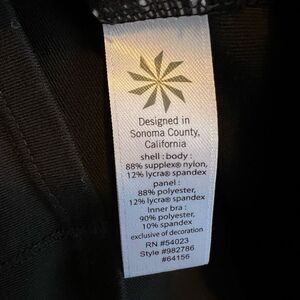 Designed in
Sonoma County,
California
shell : body :
88% supplex® nylon,
12% lycra® spandex
panel :
88% polyester,
12% lycra® spandex
Inner bra :
90% polyester,
10% spandex
exclusive of decoration
RN #54023
Style #982786
#64156